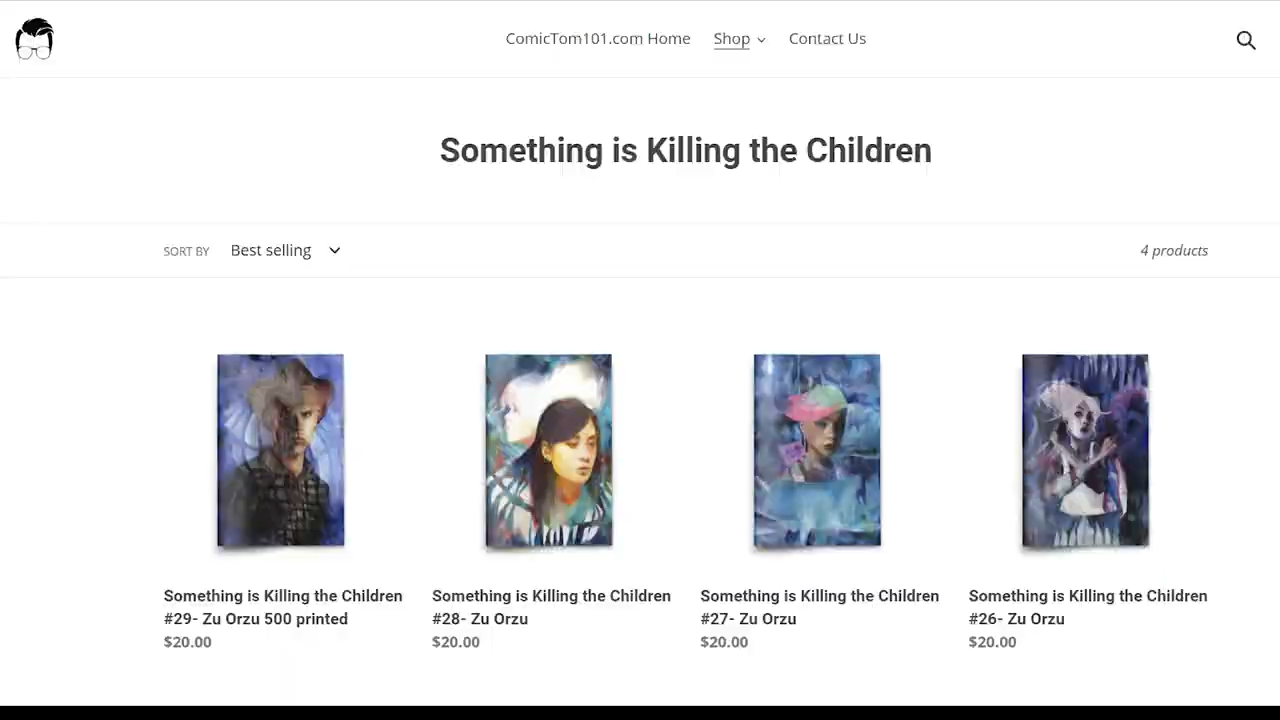 ComicTom101.com Home Shop Contact Us
Something is Killing the Children
SORT BY Best selling 4 products
Something is Killing the Children
#29- Zu Orzu 500 printed
$20.00
Something is Killing the Children
#28- Zu Orzu
$20.00
Something is Killing the Children
#27- Zu Orzu
$20.00
Something is Killing the Children
#26- Zu Orzu
$20.00